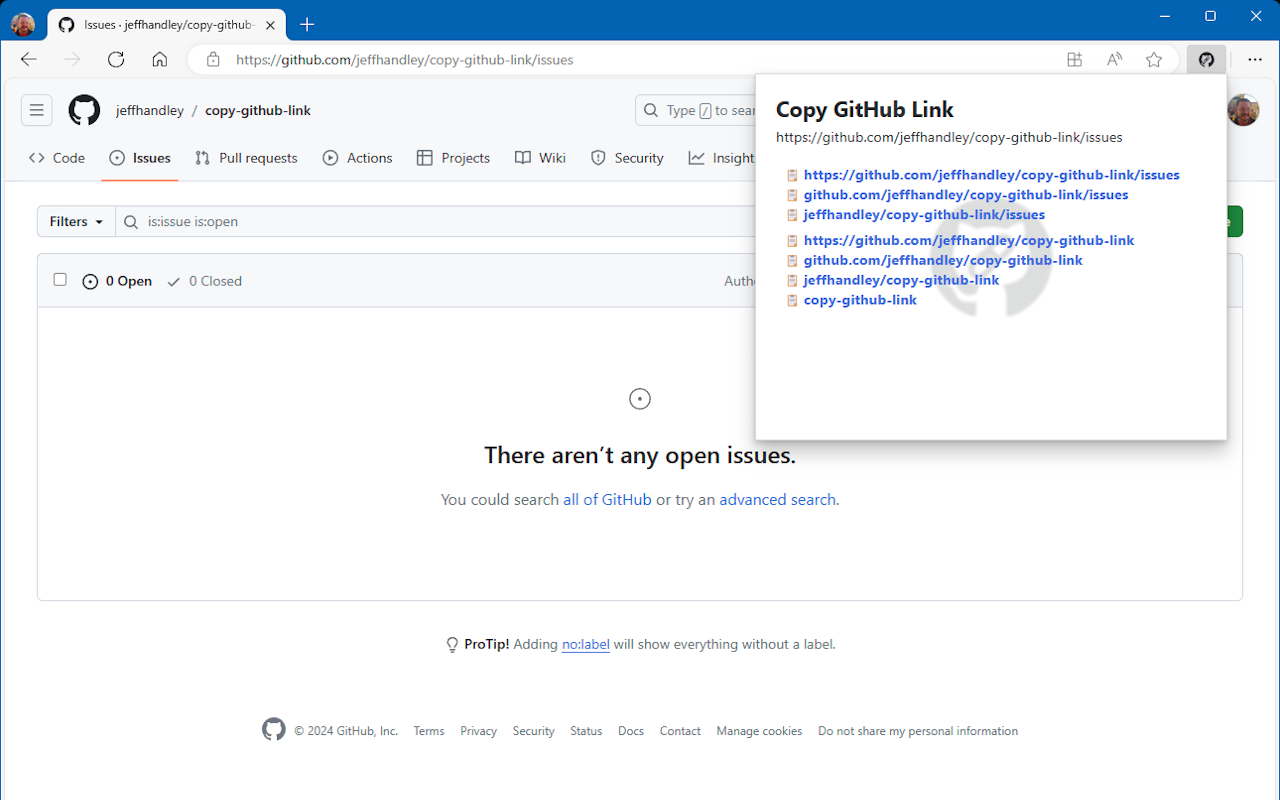 Issues · jeffhandley/copy-github-
https://github.com/jeffhandley/copy-github-link/issues
jeffhandley / copy-github-link
Type / to sear
Code Issues Pull requests Actions Projects Wiki Security Insight
Copy GitHub Link
https://github.com/jeffhandley/copy-github-link/issues
https://github.com/jeffhandley/copy-github-link/issues
github.com/jeffhandley/copy-github-link/issues
jeffhandley/copy-github-link/issues
https://github.com/jeffhandley/copy-github-link
github.com/jeffhandley/copy-github-link
jeffhandley/copy-github-link
copy-github-link
Filters is:issue is:open
0 Open 0 Closed Autho
There aren’t any open issues.
You could search all of GitHub or try an advanced search.
ProTip! Adding no:label will show everything without a label.
© 2024 GitHub, Inc. Terms Privacy Security Status Docs Contact Manage cookies Do not share my personal information